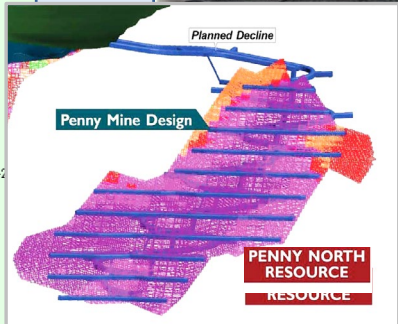 Planned Decline
Penny Mine Design
PENNY NORTH
RESOURCE
RESOURCE